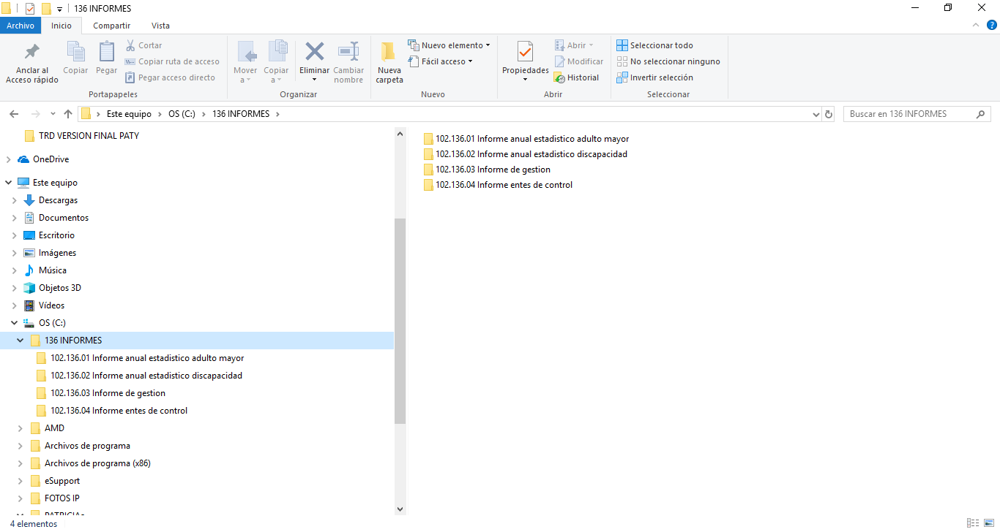 136 INFORMES
Archivo Inicio Compartir Vista
Anclar al Acceso rápido
Copiar
Pegar
Cortar
Copiar ruta de acceso
Pegar acceso directo
Portapapeles
Mover a
Copiar a
Eliminar
Cambiar nombre
Organizar
Nueva carpeta
Nuevo elemento
Fácil acceso
Nuevo
Propiedades
Abrir
Modificar
Historial
Abrir
Seleccionar todo
No seleccionar ninguno
Invertir selección
Seleccionar
Este equipo > OS (C:) > 136 INFORMES >
Buscar en 136 INFORMES
TRD VERSION FINAL PATY
OneDrive
Este equipo
Descargas
Documentos
Escritorio
Imágenes
Música
Objetos 3D
Vídeos
OS (C:)
136 INFORMES
102.136.01 Informe anual estadistico adulto mayor
102.136.02 Informe anual estadistico discapacidad
102.136.03 Informe de gestion
102.136.04 Informe entes de control
AMD
Archivos de programa
Archivos de programa (x86)
eSupport
FOTOS IP
102.136.01 Informe anual estadistico adulto mayor
102.136.02 Informe anual estadistico discapacidad
102.136.03 Informe de gestion
102.136.04 Informe entes de control
4 elementos